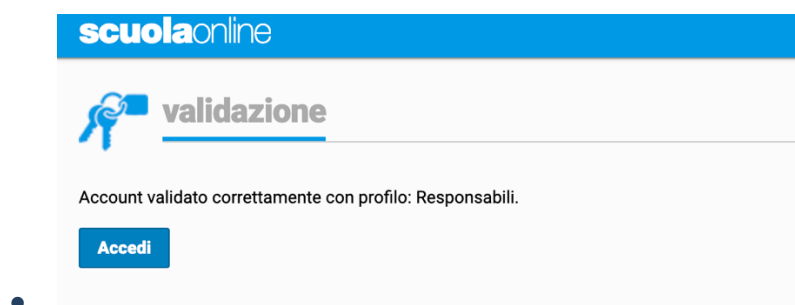 scuolaonline
validazione
Account validato correttamente con profilo: Responsabili.
Accedi